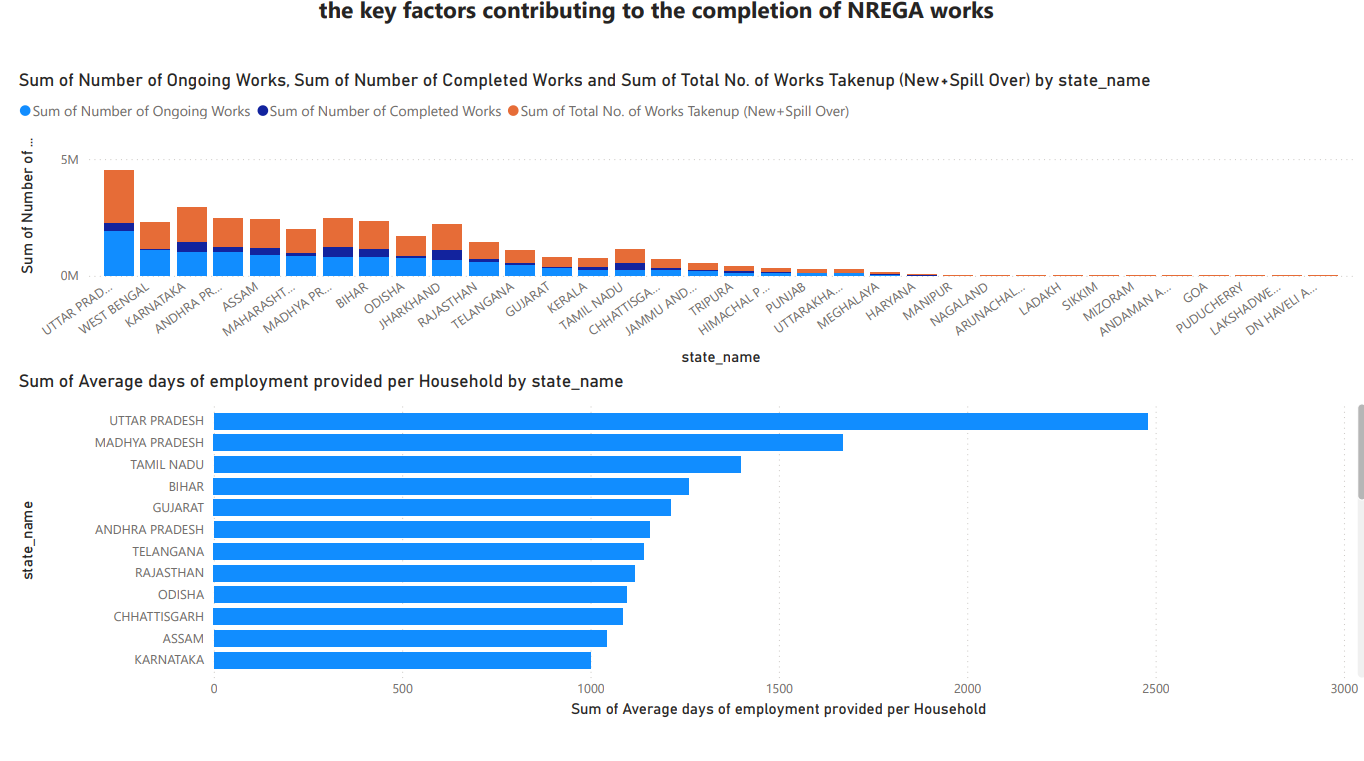 the key factors contributing to the completion of NREGA works
Sum of Number of Ongoing Works, Sum of Number of Completed Works and Sum of Total No. of Works Takenup (New+Spill Over) by state_name
Sum of Number of Ongoing Works Sum of Number of Completed Works Sum of Total No. of Works Takenup (New+Spill Over)
Sum of Number of ...
5M
0M
UTTAR PRAD...
WEST BENGAL
KARNATAKA
ANDHRA PR...
ASSAM
MAHARASHT...
MADHYA PR...
BIHAR
ODISHA
JHARKHAND
RAJASTHAN
TELANGANA
GUJARAT
KERALA
TAMIL NADU
CHHATTISGA...
JAMMU AND...
TRIPURA
HIMACHAL P...
PUNJAB
UTTARAKHA...
MEGHALAYA
HARYANA
MANIPUR
NAGALAND
ARUNACHAL...
LADAKH
SIKKIM
MIZORAM
ANDAMAN A...
GOA
PUDUCHERRY
LAKSHADWE...
DN HAVELI A...
state_name
Sum of Average days of employment provided per Household by state_name
state_name
UTTAR PRADESH
MADHYA PRADESH
TAMIL NADU
BIHAR
GUJARAT
ANDHRA PRADESH
TELANGANA
RAJASTHAN
ODISHA
CHHATTISGARH
ASSAM
KARNATAKA
0 500 1000 1500 2000 2500 3000
Sum of Average days of employment provided per Household